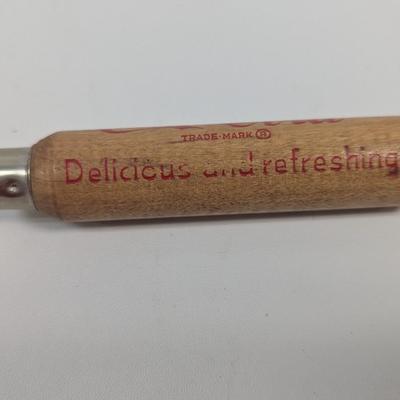 TRADE-MARK ®
Delicious and refreshing